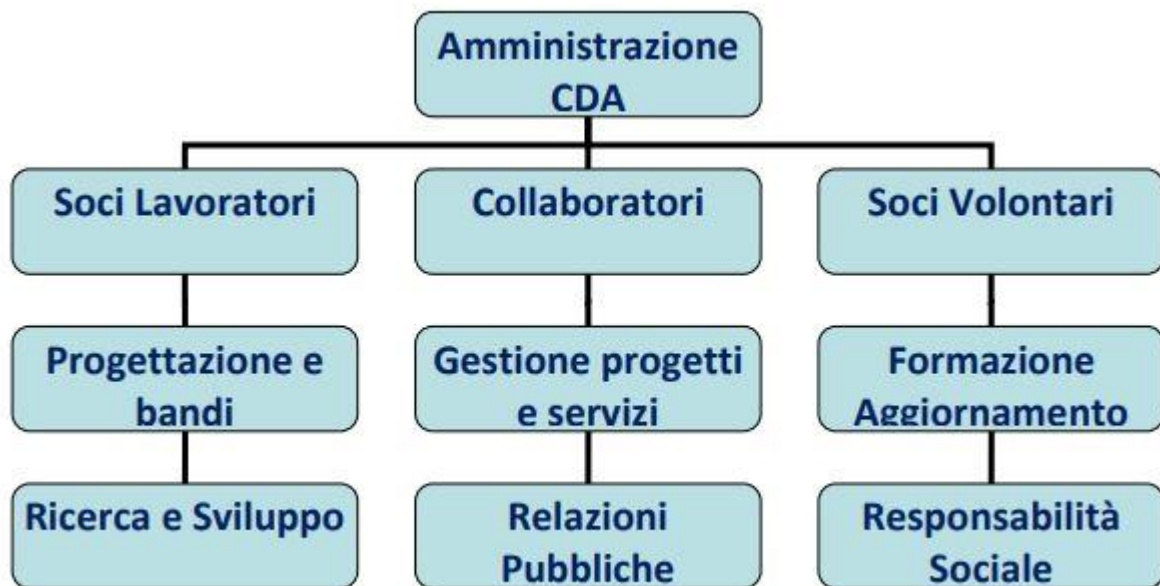 Amministrazione
CDA
Soci Lavoratori
Collaboratori
Soci Volontari
Progettazione e
bandi
Gestione progetti
e servizi
Formazione
Aggiornamento
Ricerca e Sviluppo
Relazioni
Pubbliche
Responsabilità
Sociale